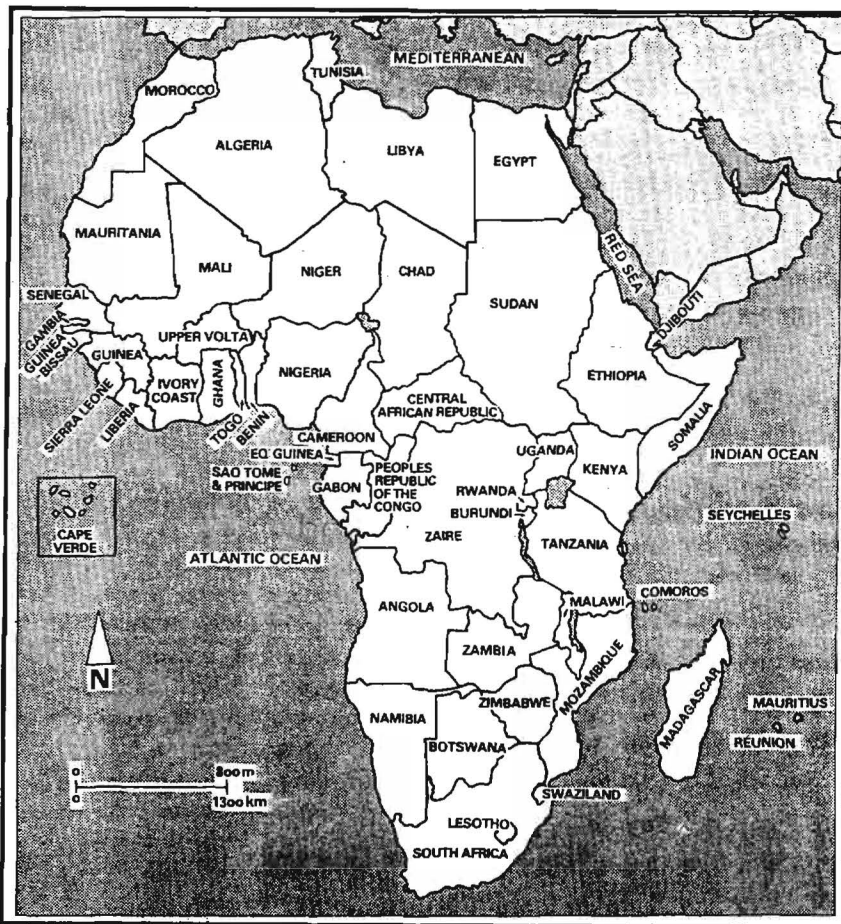 MEDITERRANEAN
TUNISIA
MOROCCO
ALGERIA
LIBYA
EGYPT
RED SEA
MAURITANIA
MALI
NIGER
CHAD
SUDAN
DJIBOUTI
SENEGAL
GAMBIA
GUINEA
-BISSAU
GUINEA
UPPER VOLTA
SIERRA LEONE
LIBERIA
IVORY
COAST
GHANA
TOGO
BENIN
NIGERIA
ETHIOPIA
SOMALIA
CENTRAL
AFRICAN REPUBLIC
CAMEROON
EQ GUINEA
SAO TOME
& PRINCIPE
GABON
PEOPLES
REPUBLIC
OF THE
CONGO
UGANDA
KENYA
INDIAN OCEAN
RWANDA
BURUNDI
ZAIRE
TANZANIA
SEYCHELLES
CAPE
VERDE
ATLANTIC OCEAN
ANGOLA
MALAWI
COMOROS
ZAMBIA
MOZAMBIQUE
N
NAMIBIA
ZIMBABWE
MADAGASCAR
MAURITIUS
RÉUNION
BOTSWANA
0 800 m
0 1300 km
SWAZILAND
LESOTHO
SOUTH AFRICA